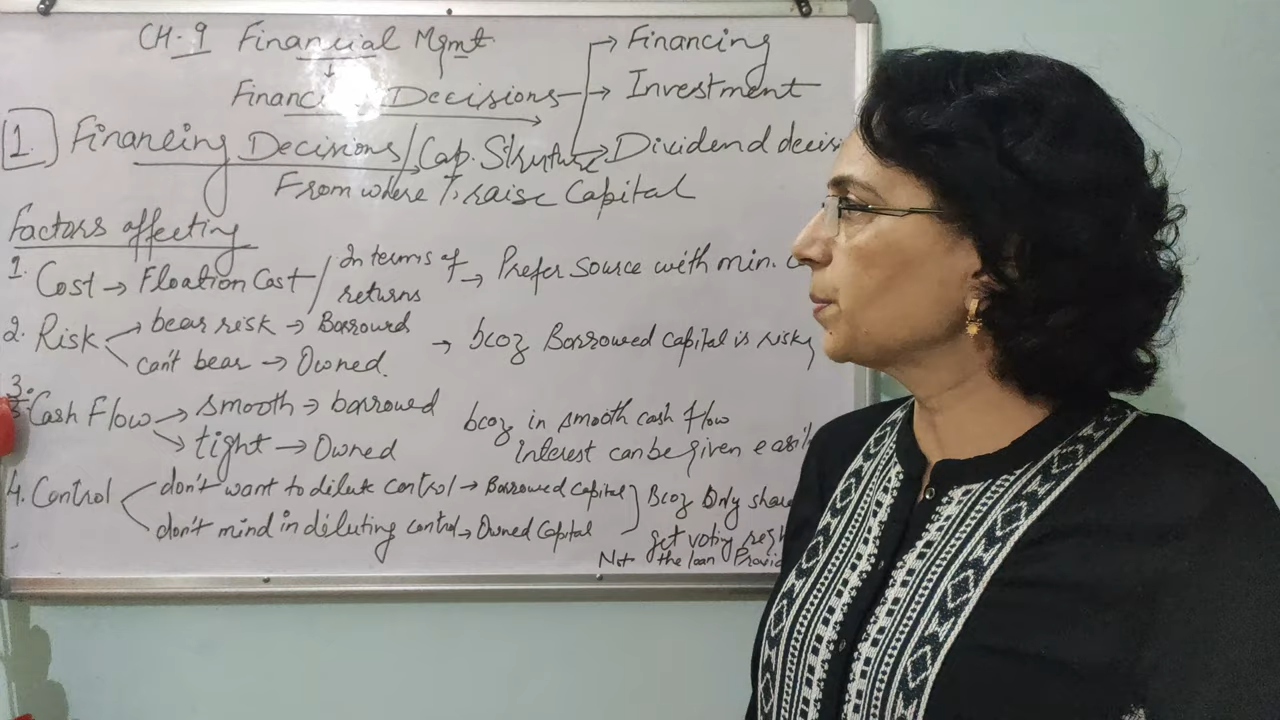 CH-9 Financial Mgmt
Financ Decisions → Financing
→ Investment
→ Dividend decis
1. Financing Decisions/Cap. Struture
From where To raise Capital
Factors affecting
1. Cost → Floation Cost / In terms of returns → Prefer source with min.
2. Risk → bear risk → Borrowed
can't bear → Owned.
→ bcoz Borrowed capital is risky
3. Cash Flow → smooth → borrowed
→ tight → Owned
bcoz in smooth cash flow
Interest can be given easil
4. Control don't want to dilute control → Borrowed Capital
don't mind in diluting control → Owned Capital
Bcoz Only share
get voting righ
Not the loan Provid